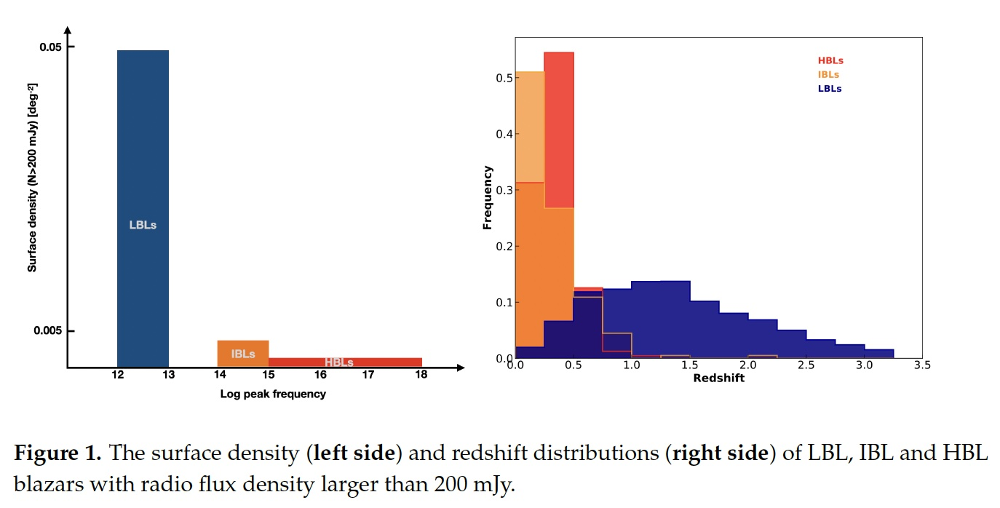 0.05
0.005
Surface density (N>200 mJy) [deg⁻²]
LBLs
IBLs
HBLs
12 13 14 15 16 17 18
Log peak frequency
HBLs
IBLs
LBLs
0.5
0.4
0.3
0.2
0.1
0.0
Frequency
0.0 0.5 1.0 1.5 2.0 2.5 3.0 3.5
Redshift
Figure 1. The surface density (left side) and redshift distributions (right side) of LBL, IBL and HBL
blazars with radio flux density larger than 200 mJy.